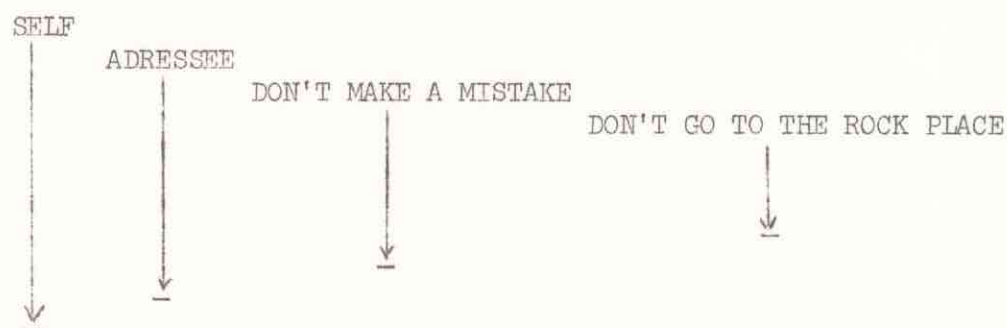 SELF
ADRESSEE
DON'T MAKE A MISTAKE
DON'T GO TO THE ROCK PLACE